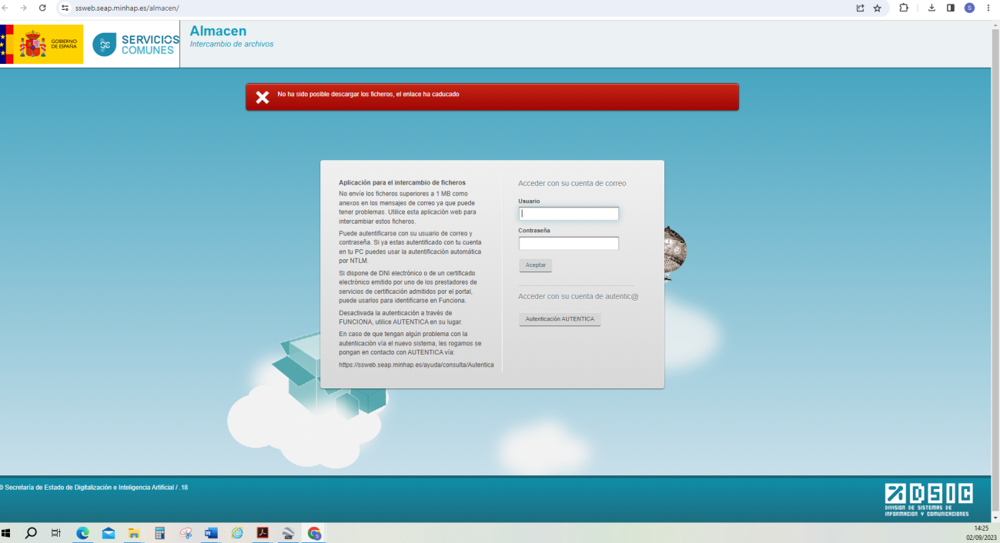 ssweb.seap.minhap.es/almacen/
S
GOBIERNO
DE ESPAÑA
SC
SERVICIOS
COMUNES
Almacen
Intercambio de archivos
No ha sido posible descargar los ficheros, el enlace ha caducado
Aplicación para el intercambio de ficheros
No envíe los ficheros superiores a 1 MB como
anexos en los mensajes de correo ya que puede
tener problemas. Utilice esta aplicación web para
intercambiar estos ficheros.
Puede autentificarse con su usuario de correo y
contraseña. Si ya estas autentificado con tu cuenta
en tu PC puedes usar la autentificación automática
por NTLM.
Si dispone de DNI electrónico o de un certificado
electrónico emitido por uno de los prestadores de
servicios de certificación admitidos por el portal,
puede usarlos para identificarse en Funciona.
Desactivada la autenticación a través de
FUNCIONA, utilice AUTENTICA en su lugar.
En caso de que tengan algún problema con la
autenticación vía el nuevo sistema, les rogamos se
pongan en contacto con AUTENTICA vía:
https://ssweb.seap.minhap.es/ayuda/consulta/Autentica
Acceder con su cuenta de correo
Usuario
Contraseña
Aceptar
Acceder con su cuenta de autentic@
Autenticación AUTENTICA
© Secretaría de Estado de Digitalización e Inteligencia Artificial / .18
DSIC
DIVISION DE SISTEMAS DE
INFORMACION Y COMUNICACIONES
14:25
02/09/2023